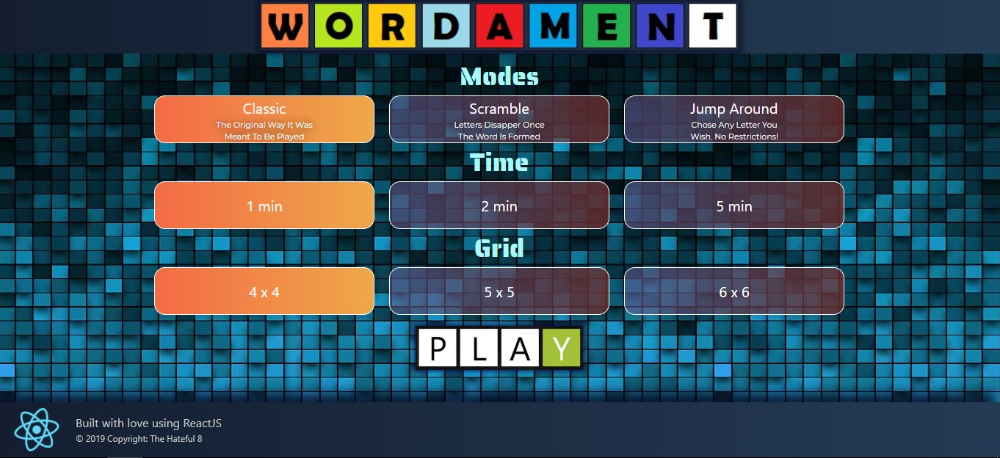 WORDAMENT
Modes
Classic
The Original Way It Was
Meant To Be Played
Scramble
Letters Disapper Once
The Word Is Formed
Jump Around
Chose Any Letter You
Wish. No Restrictions!
Time
1 min
2 min
5 min
Grid
4 x 4
5 x 5
6 x 6
PLAY
Built with love using ReactJS
© 2019 Copyright: The Hateful 8